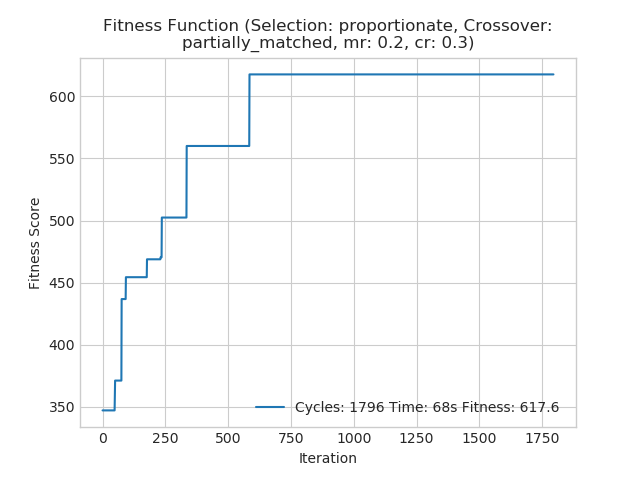 Fitness Function (Selection: proportionate, Crossover:
partially_matched, mr: 0.2, cr: 0.3)
600
550
500
450
400
350
Fitness Score
Cycles: 1796 Time: 68s Fitness: 617.6
0 250 500 750 1000 1250 1500 1750
Iteration